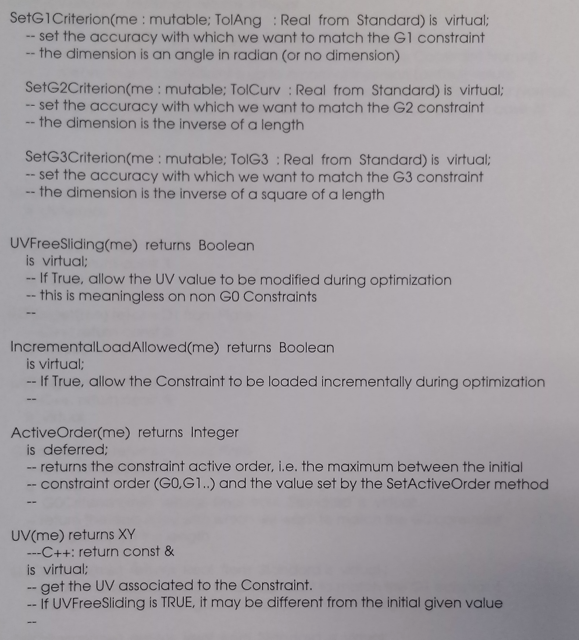 SetG1Criterion(me : mutable; TolAng : Real from Standard) is virtual;
-- set the accuracy with which we want to match the G1 constraint
-- the dimension is an angle in radian (or no dimension)
SetG2Criterion(me : mutable; TolCurv : Real from Standard) is virtual;
-- set the accuracy with which we want to match the G2 constraint
-- the dimension is the inverse of a length
SetG3Criterion(me : mutable; TolG3 : Real from Standard) is virtual;
-- set the accuracy with which we want to match the G3 constraint
-- the dimension is the inverse of a square of a length
UVFreeSliding(me) returns Boolean
is virtual;
-- If True, allow the UV value to be modified during optimization
-- this is meaningless on non G0 Constraints
--
IncrementalLoadAllowed(me) returns Boolean
is virtual;
-- If True, allow the Constraint to be loaded incrementally during optimization
--
ActiveOrder(me) returns Integer
is deferred;
-- returns the constraint active order, i.e. the maximum between the initial
-- constraint order (G0,G1..) and the value set by the SetActiveOrder method
--
UV(me) returns XY
---C++: return const &
is virtual;
-- get the UV associated to the Constraint.
-- If UVFreeSliding is TRUE, it may be different from the initial given value
--